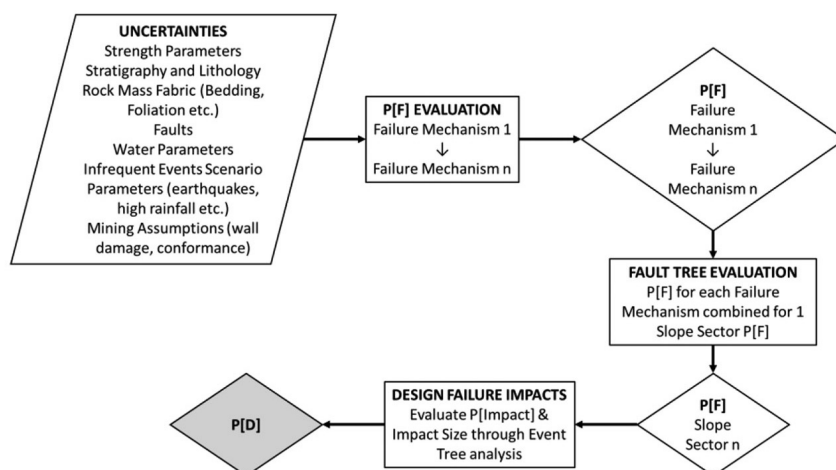 UNCERTAINTIES
Strength Parameters
Stratigraphy and Lithology
Rock Mass Fabric (Bedding,
Foliation etc.)
Faults
Water Parameters
Infrequent Events Scenario
Parameters (earthquakes,
high rainfall etc.)
Mining Assumptions (wall
damage, conformance)
P[F] EVALUATION
Failure Mechanism 1
↓
Failure Mechanism n
P[F]
Failure
Mechanism 1
↓
Failure
Mechanism n
FAULT TREE EVALUATION
P[F] for each Failure
Mechanism combined for 1
Slope Sector P[F]
P[F]
Slope
Sector n
DESIGN FAILURE IMPACTS
Evaluate P[Impact] &
Impact Size through Event
Tree analysis
P[D]